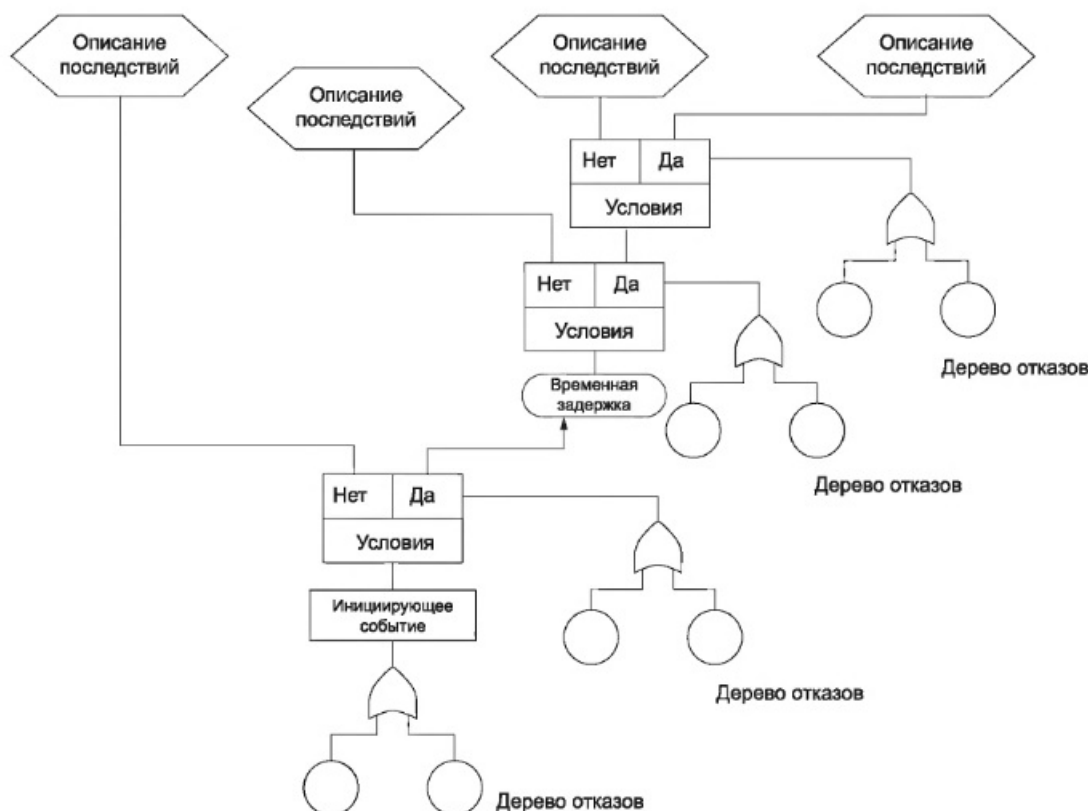 Описание
последствий
Описание
последствий
Описание
последствий
Описание
последствий
Нет Да
Условия
Нет Да
Условия
Дерево отказов
Временная
задержка
Дерево отказов
Нет Да
Условия
Инициирующее
событие
Дерево отказов
Дерево отказов